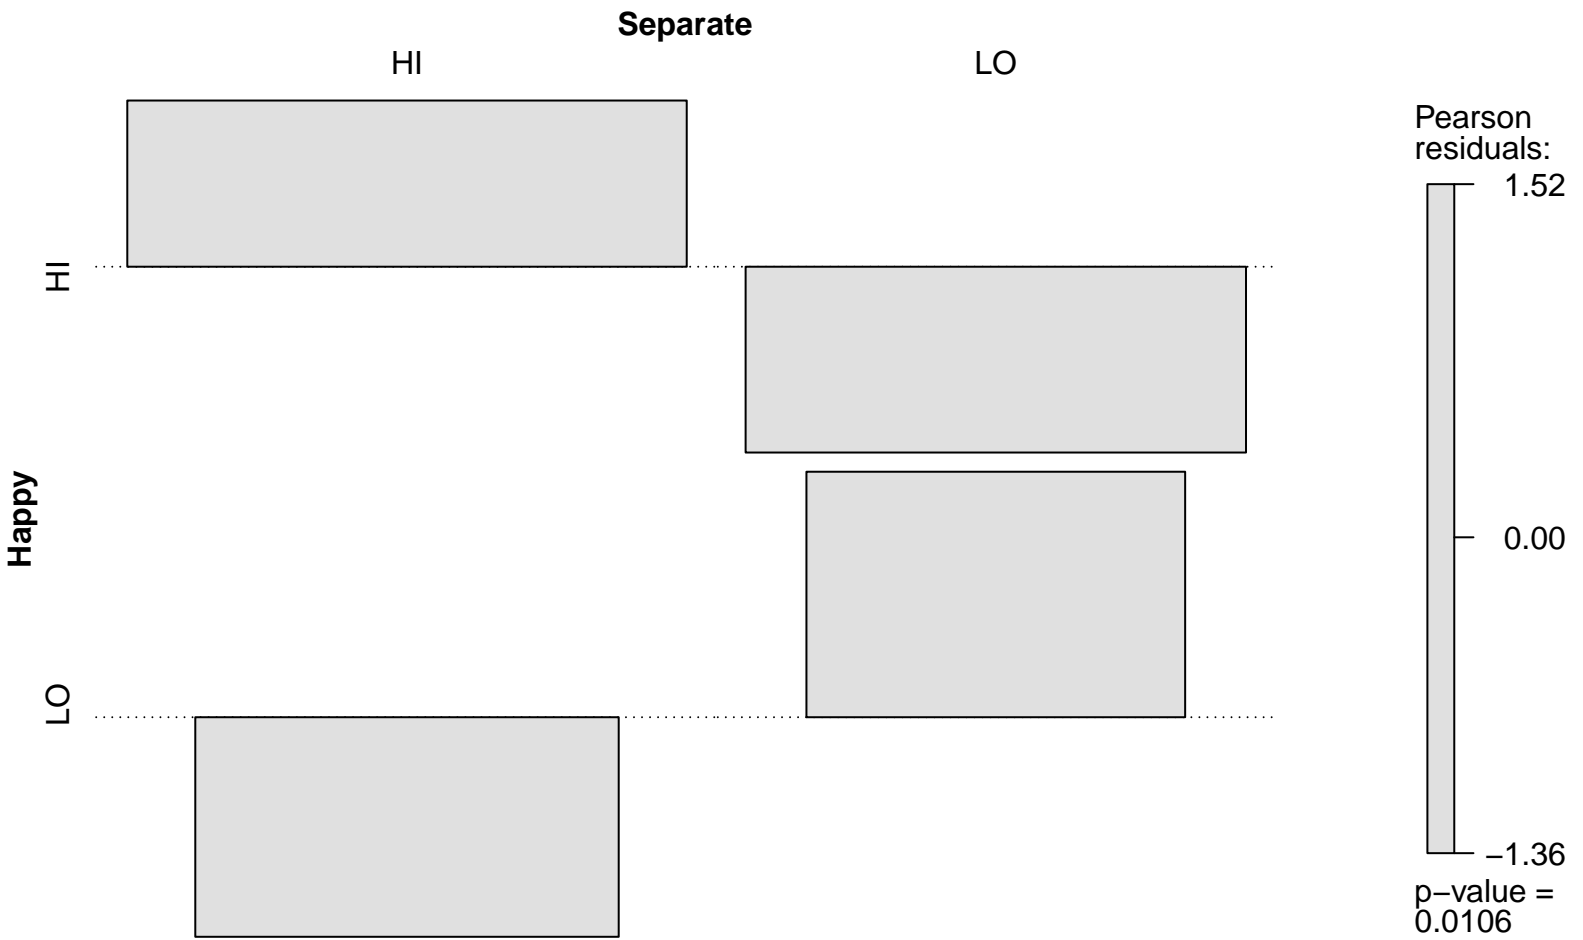 Separate
HI
LO
Happy
HI
LO
Pearson
residuals:
1.52
0.00
−1.36
p−value =
0.0106